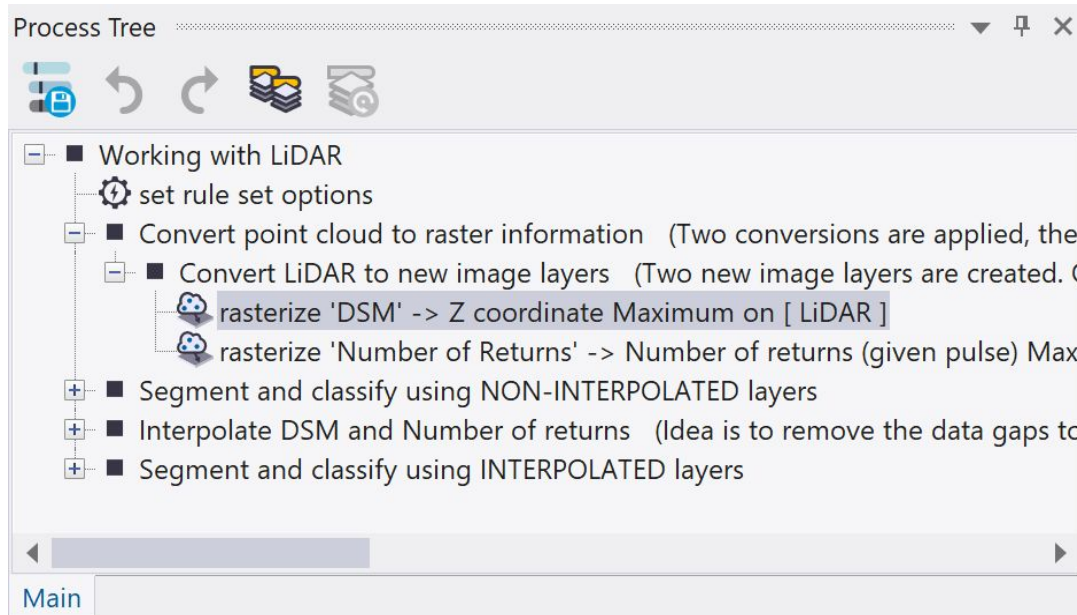 Process Tree
Working with LiDAR
set rule set options
Convert point cloud to raster information (Two conversions are applied, the
Convert LiDAR to new image layers (Two new image layers are created.
rasterize 'DSM' -> Z coordinate Maximum on [ LiDAR ]
rasterize 'Number of Returns' -> Number of returns (given pulse) Max
Segment and classify using NON-INTERPOLATED layers
Interpolate DSM and Number of returns (Idea is to remove the data gaps to
Segment and classify using INTERPOLATED layers
Main